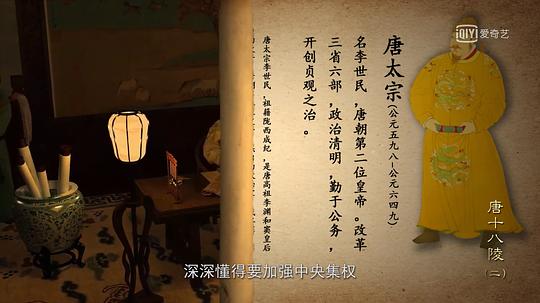 iQIYI 爱奇艺
唐太宗(公元五九八—公元六四九)
名李世民，唐朝第二位皇帝。改革
三省六部，政治清明，勤于公务，
开创贞观之治。
唐太宗李世民，祖籍陇西成纪，是唐高祖李渊和窦皇后
唐十八陵
(二)
深深懂得要加强中央集权